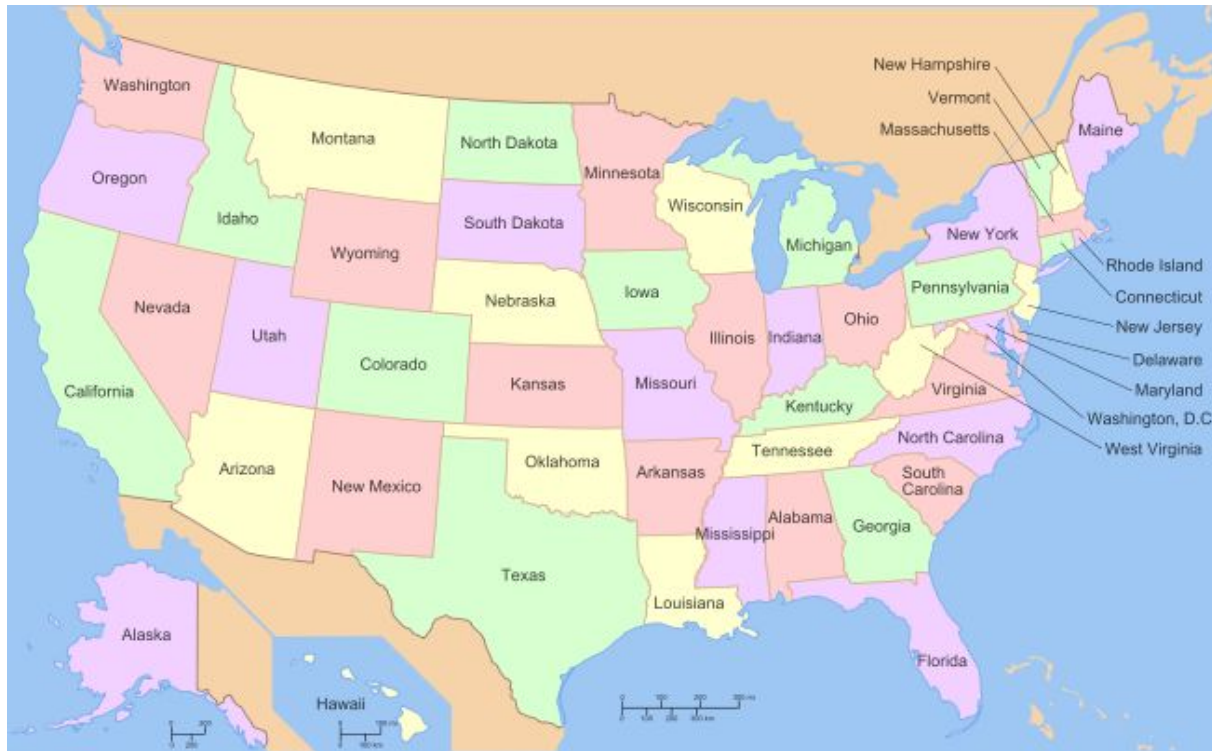 New Hampshire
Vermont
Massachusetts
Washington
Montana
North Dakota
Minnesota
Maine
Oregon
Idaho
Wyoming
South Dakota
Wisconsin
Michigan
New York
Rhode Island
Connecticut
New Jersey
Delaware
Maryland
Washington, D.C
West Virginia
Nevada
Utah
Colorado
Nebraska
Iowa
Illinois
Indiana
Ohio
Pennsylvania
California
Kansas
Missouri
Kentucky
Virginia
Arizona
New Mexico
Oklahoma
Arkansas
Tennessee
North Carolina
South
Carolina
Texas
Louisiana
Mississippi
Alabama
Georgia
Florida
Alaska
Hawaii